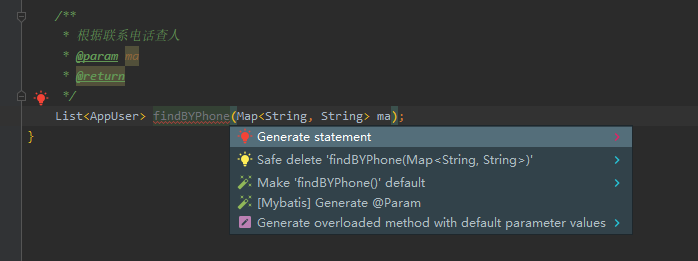 /**
* 根据联系电话查人
* @param ma
* @return
*/
List<AppUser> findBYPhone(Map<String, String> ma);
}
Generate statement
Safe delete 'findBYPhone(Map<String, String>)'
Make 'findBYPhone()' default
[Mybatis] Generate @Param
Generate overloaded method with default parameter values